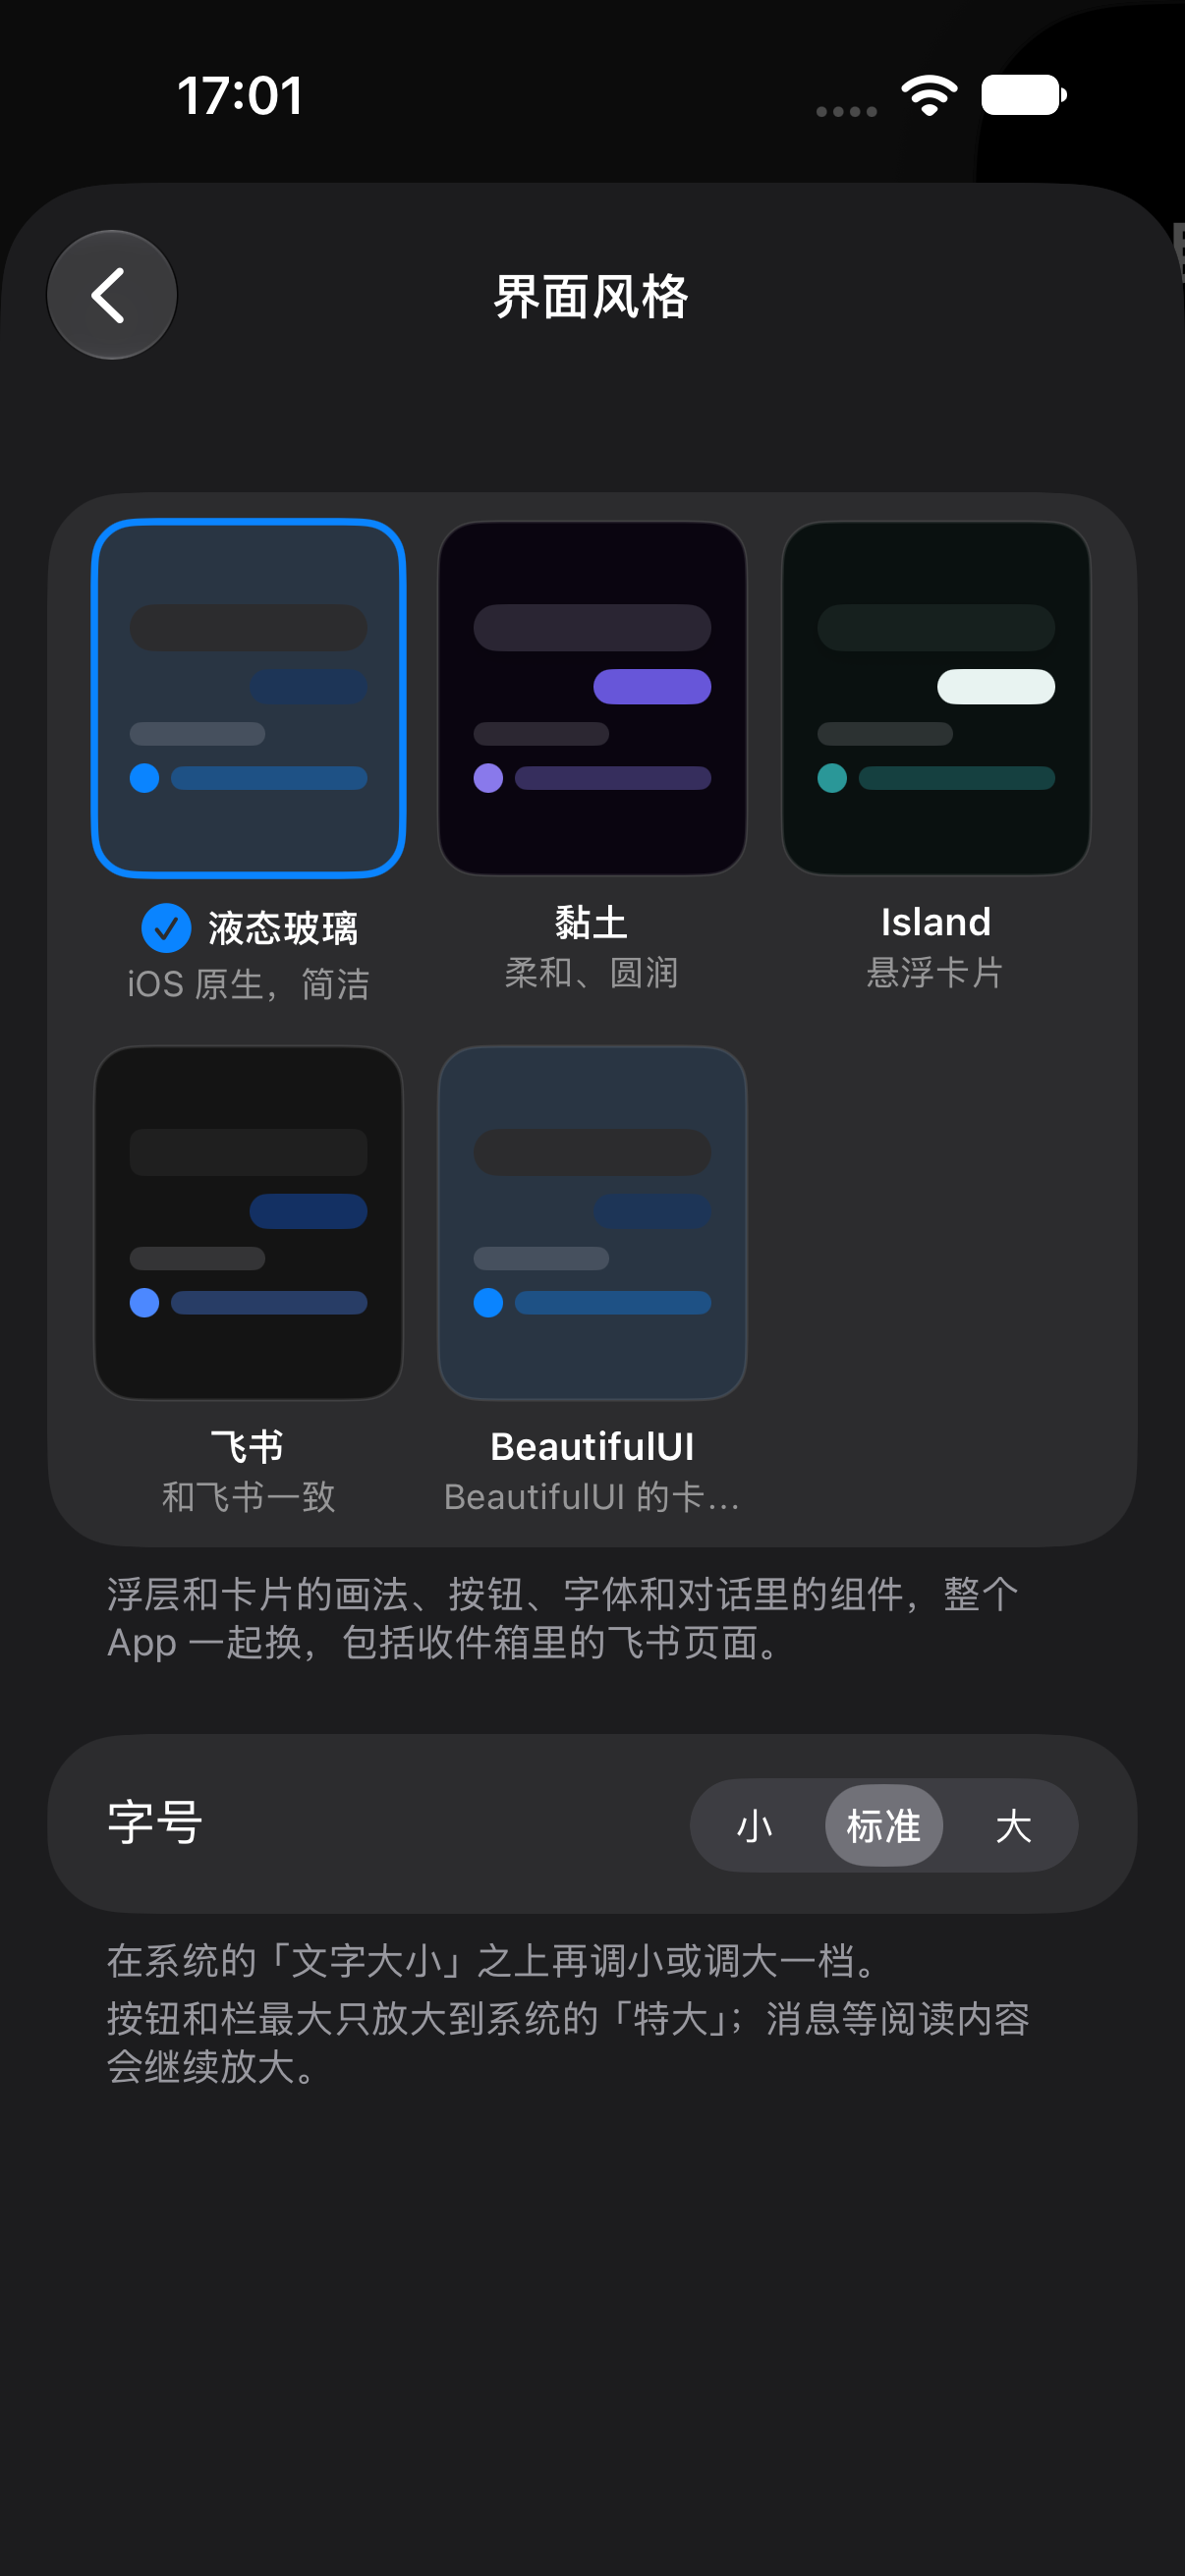 17:01
界面风格
液态玻璃
iOS 原生，简洁
黏土
柔和、圆润
Island
悬浮卡片
飞书
和飞书一致
BeautifulUI
BeautifulUI 的卡…
浮层和卡片的画法、按钮、字体和对话里的组件，整个
App 一起换，包括收件箱里的飞书页面。
字号
小
标准
大
在系统的「文字大小」之上再调小或调大一档。
按钮和栏最大只放大到系统的「特大」；消息等阅读内容
会继续放大。